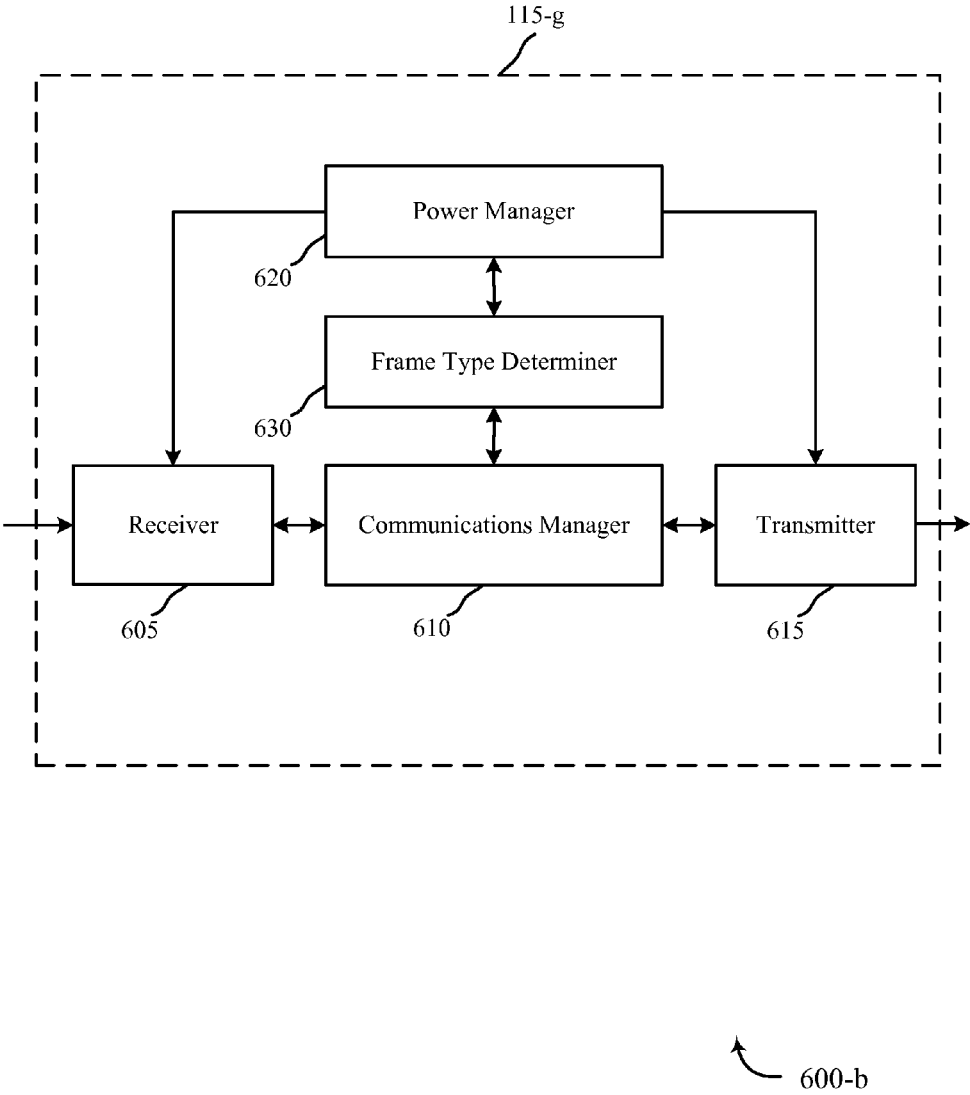 115-g
Power Manager
620
Frame Type Determiner
630
Receiver
Communications Manager
Transmitter
605
610
615
600-b